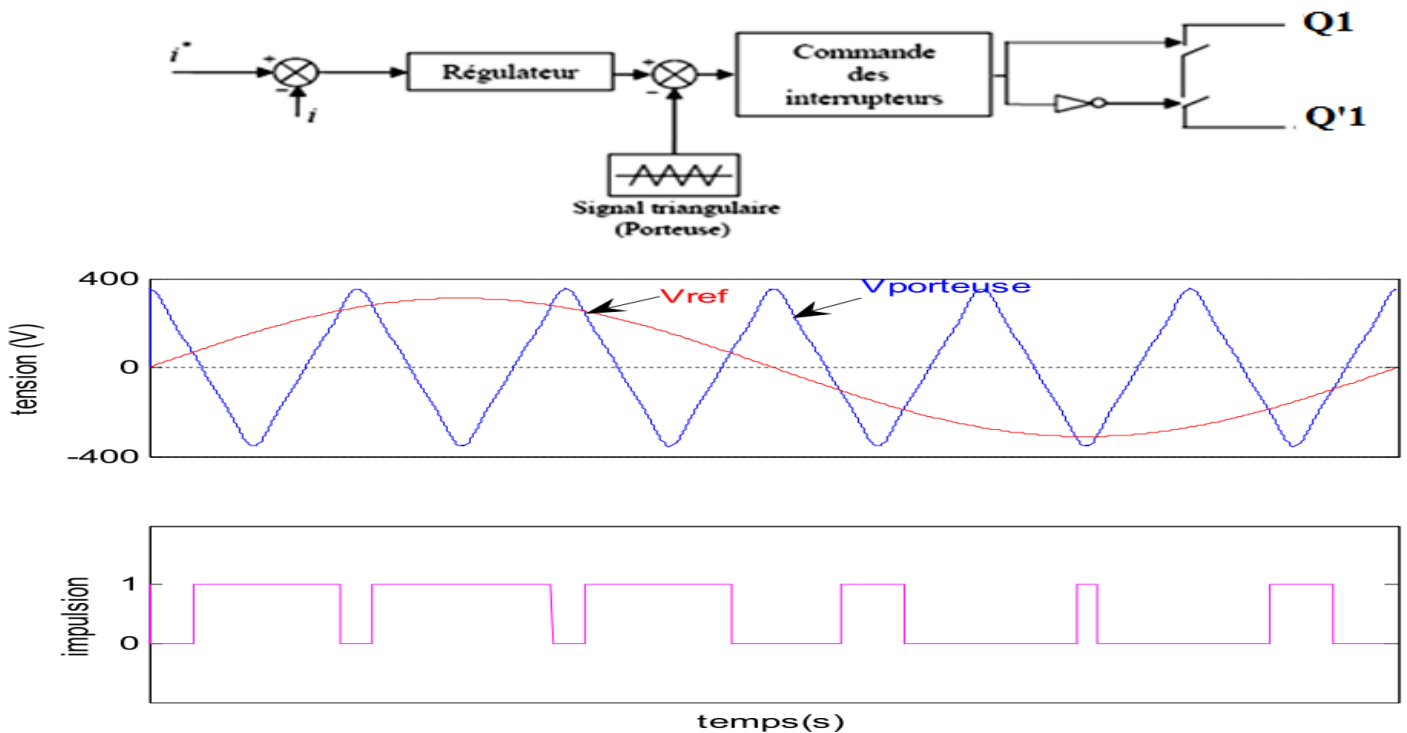 Q1
i*
+
-
i
Régulateur
+
-
Commande
des
interrupteurs
Q'1
Signal triangulaire
(Porteuse)
400
0
-400
tension (V)
Vref
Vporteuse
1
0
impulsion
temps(s)